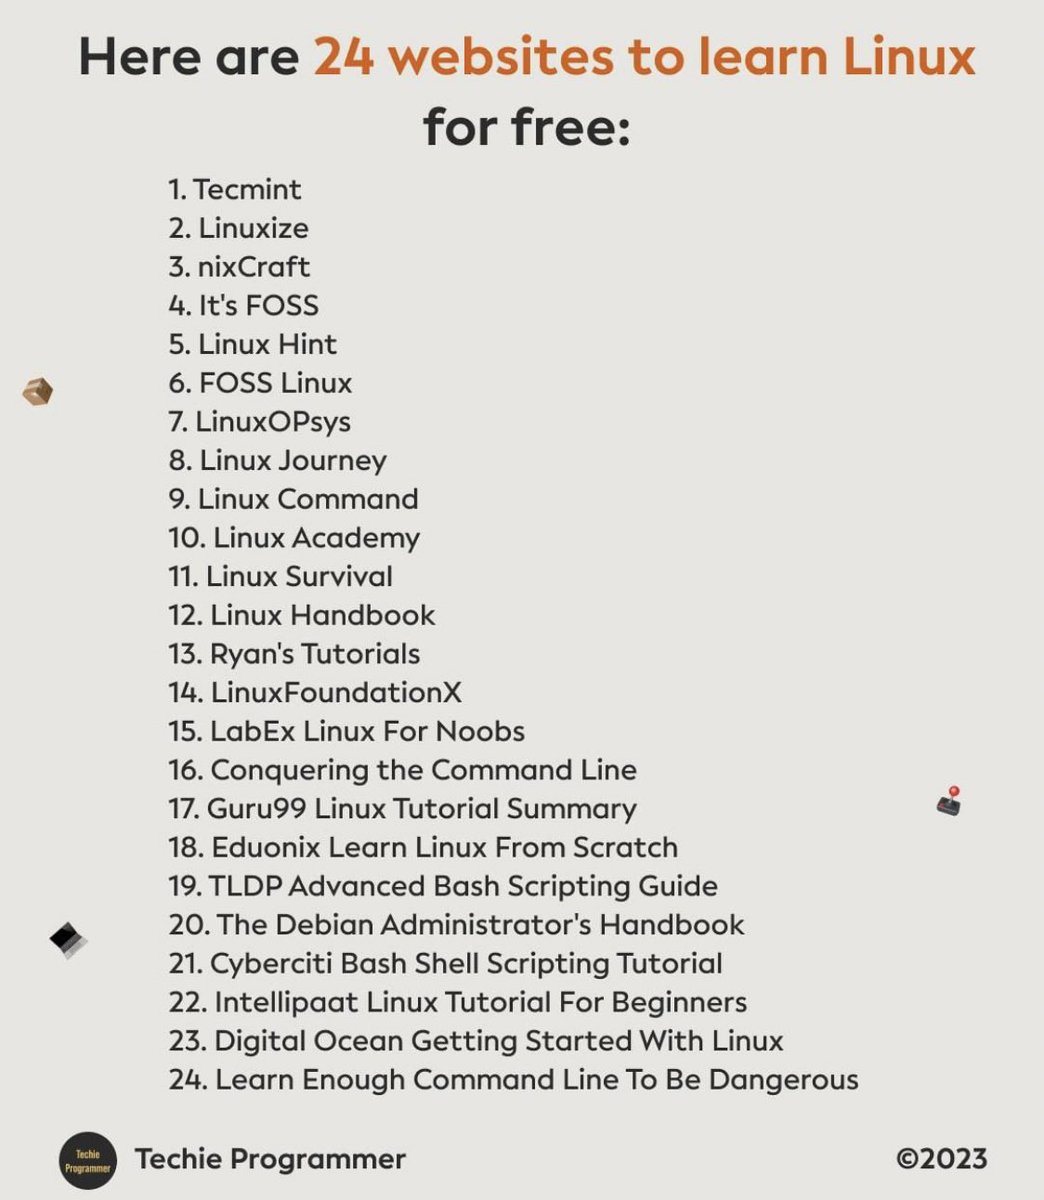 Here are 24 websites to learn Linux
for free:
1. Tecmint
2. Linuxize
3. nixCraft
4. It's FOSS
5. Linux Hint
6. FOSS Linux
7. LinuxOPsys
8. Linux Journey
9. Linux Command
10. Linux Academy
11. Linux Survival
12. Linux Handbook
13. Ryan's Tutorials
14. LinuxFoundationX
15. LabEx Linux For Noobs
16. Conquering the Command Line
17. Guru99 Linux Tutorial Summary
18. Eduonix Learn Linux From Scratch
19. TLDP Advanced Bash Scripting Guide
20. The Debian Administrator's Handbook
21. Cyberciti Bash Shell Scripting Tutorial
22. Intellipaat Linux Tutorial For Beginners
23. Digital Ocean Getting Started With Linux
24. Learn Enough Command Line To Be Dangerous
Techie
Programmer
Techie Programmer
©2023